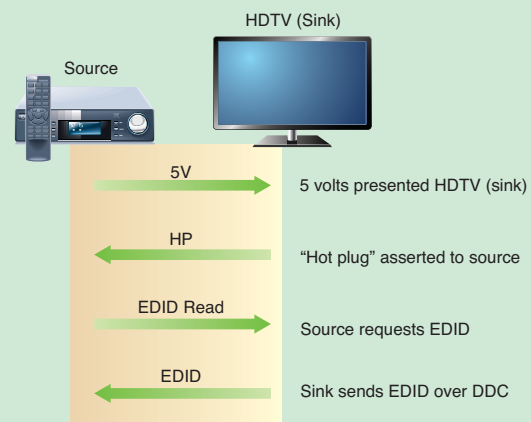 HDTV (Sink)
Source
5V
5 volts presented HDTV (sink)
HP
“Hot plug” asserted to source
EDID Read
Source requests EDID
EDID
Sink sends EDID over DDC